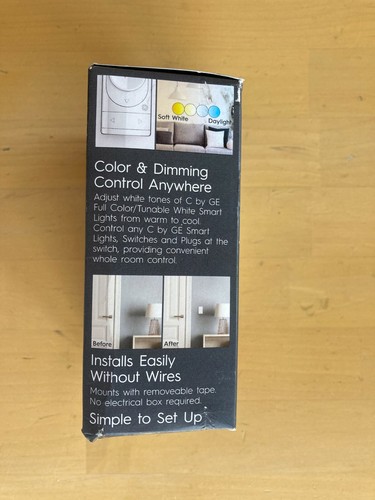 Soft White
Daylight
Color & Dimming
Control Anywhere
Adjust white tones of C by GE
Full Color/Tunable White Smart
Lights from warm to cool.
Control any C by GE Smart
Lights, Switches and Plugs at the
switch, providing convenient
whole room control.
Before
After
Installs Easily
Without Wires
Mounts with removeable tape.
No electrical box required.
Simple to Set Up